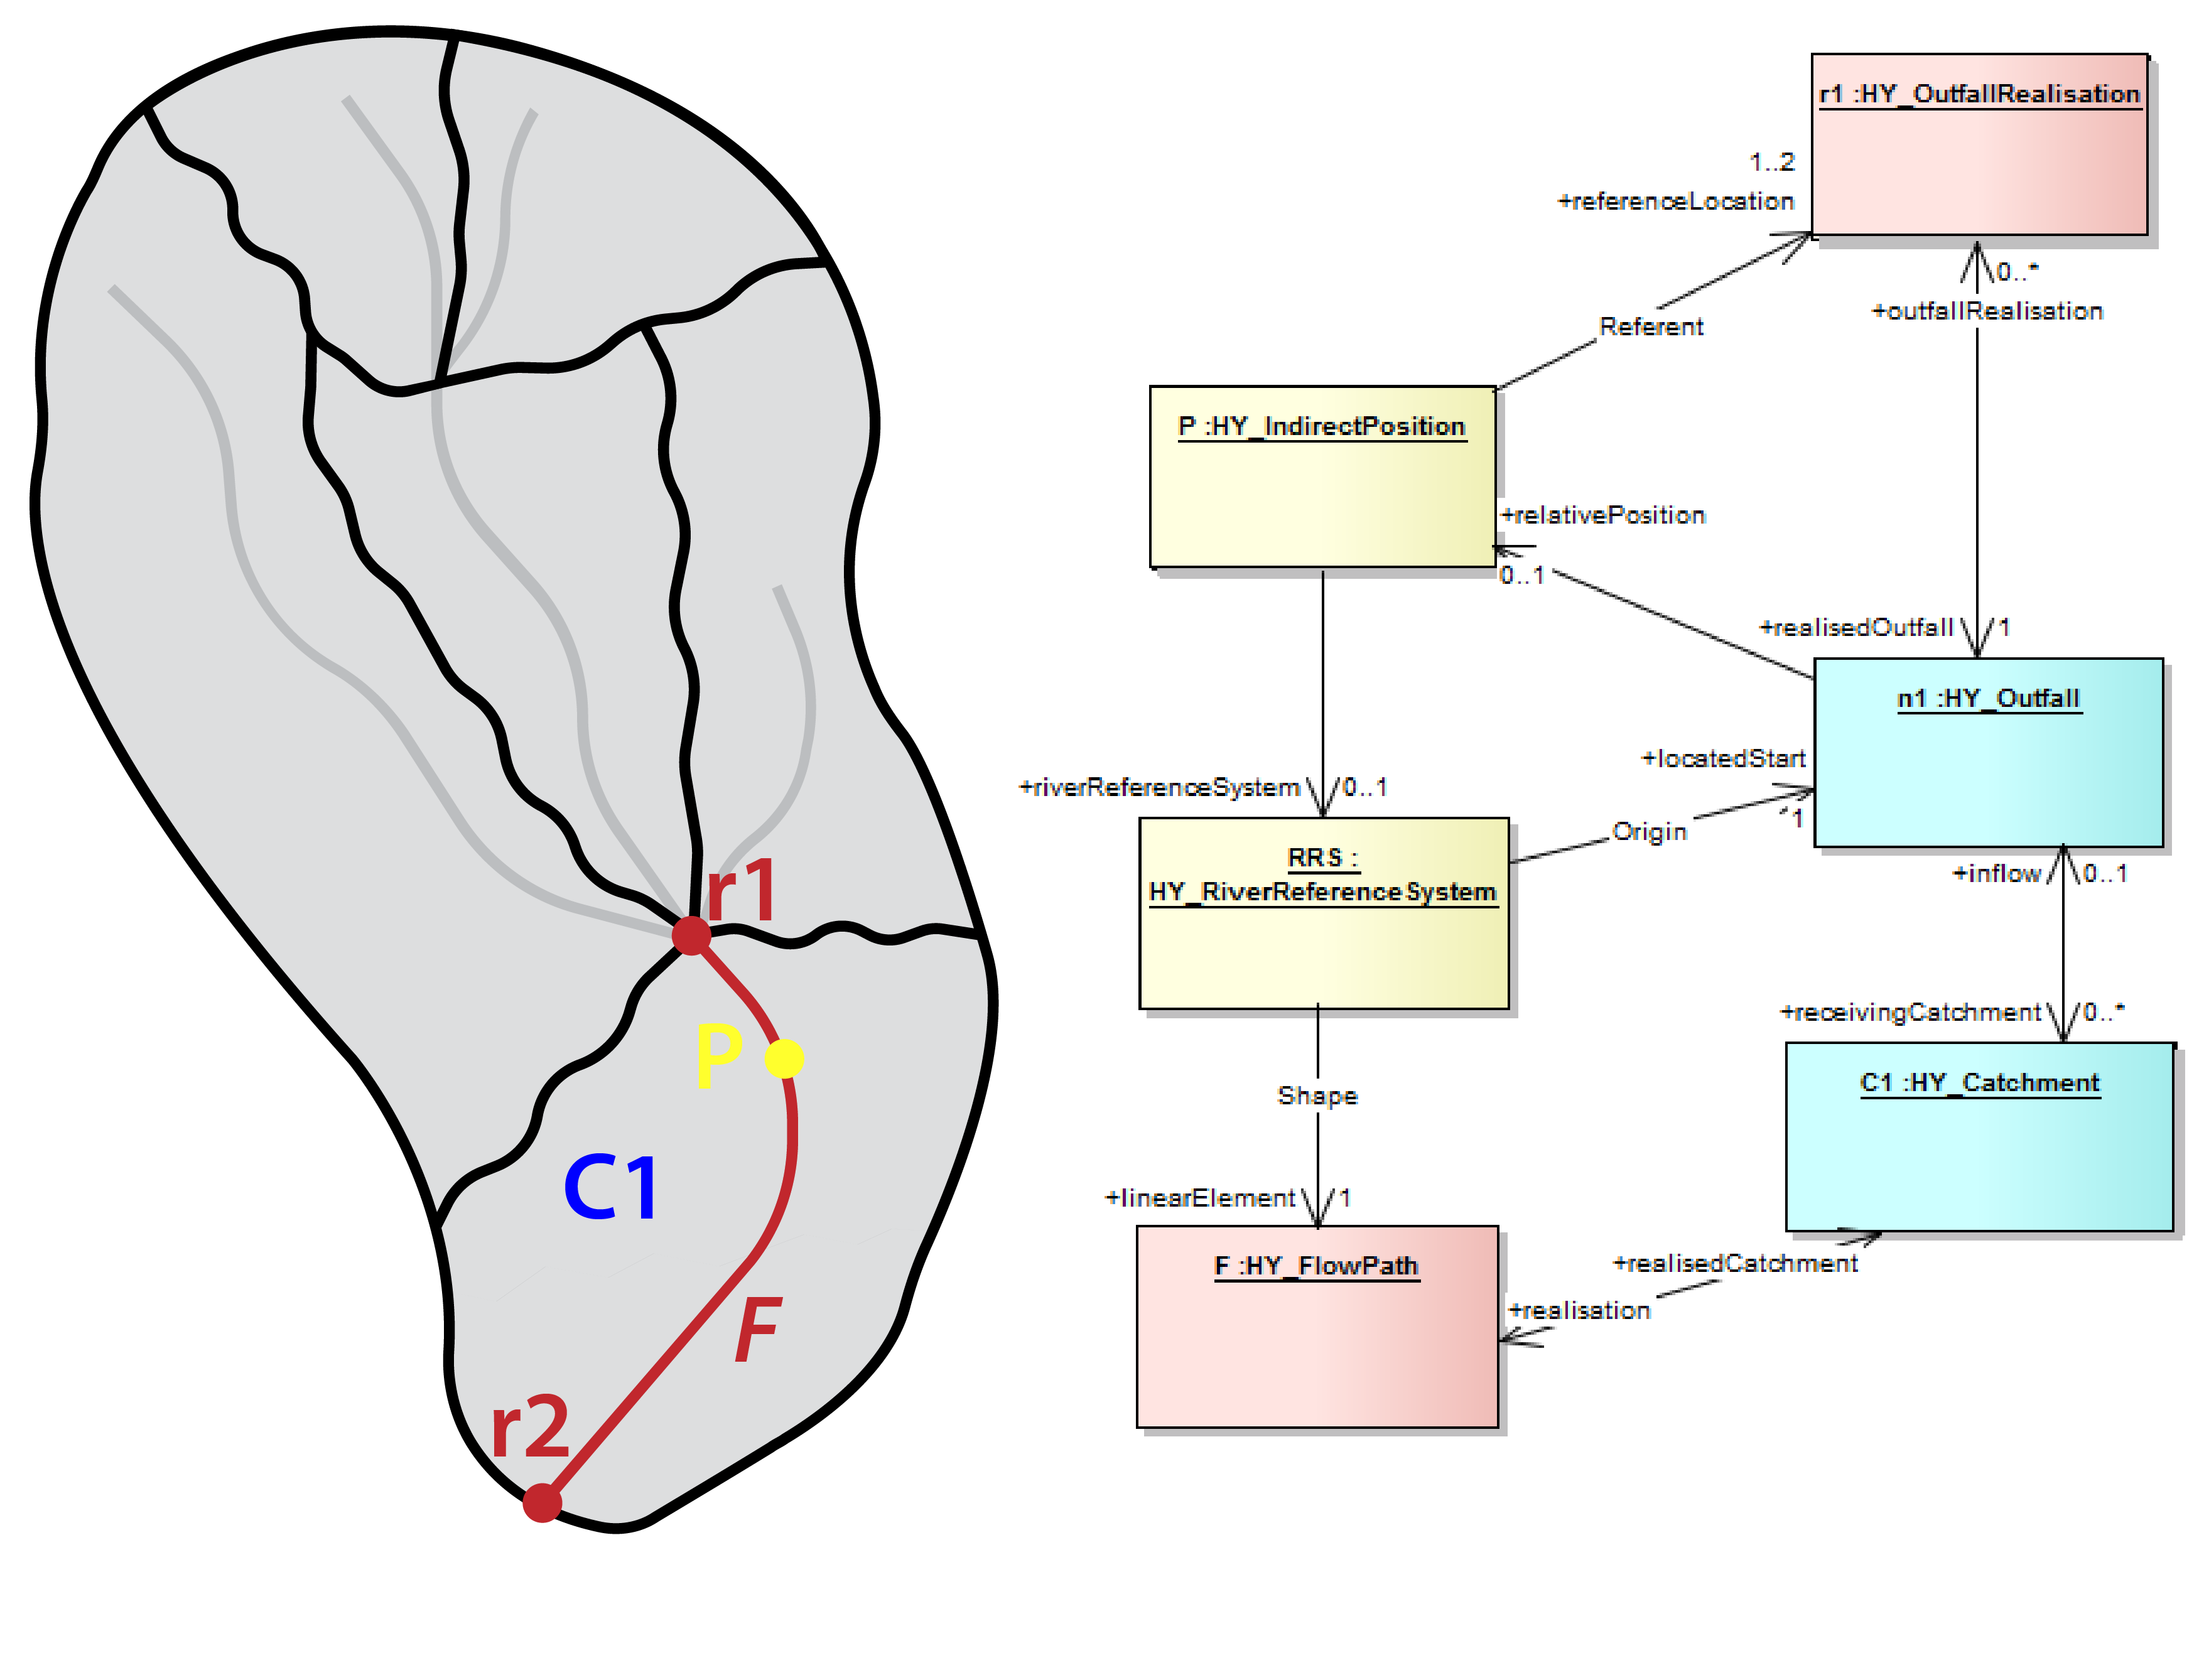 r1
P
C1
F
r2
r1 :HY_OutfallRealisation
1..2
+referenceLocation
0..*
+outfallRealisation
Referent
P :HY_IndirectPosition
+relativePosition
0..1
+realisedOutfall
1
n1 :HY_Outfall
+locatedStart
1
Origin
+riverReferenceSystem
0..1
RRS :
HY_RiverReferenceSystem
+inflow
0..1
+receivingCatchment
0..*
C1 :HY_Catchment
Shape
+linearElement
1
F :HY_FlowPath
+realisedCatchment
+realisation